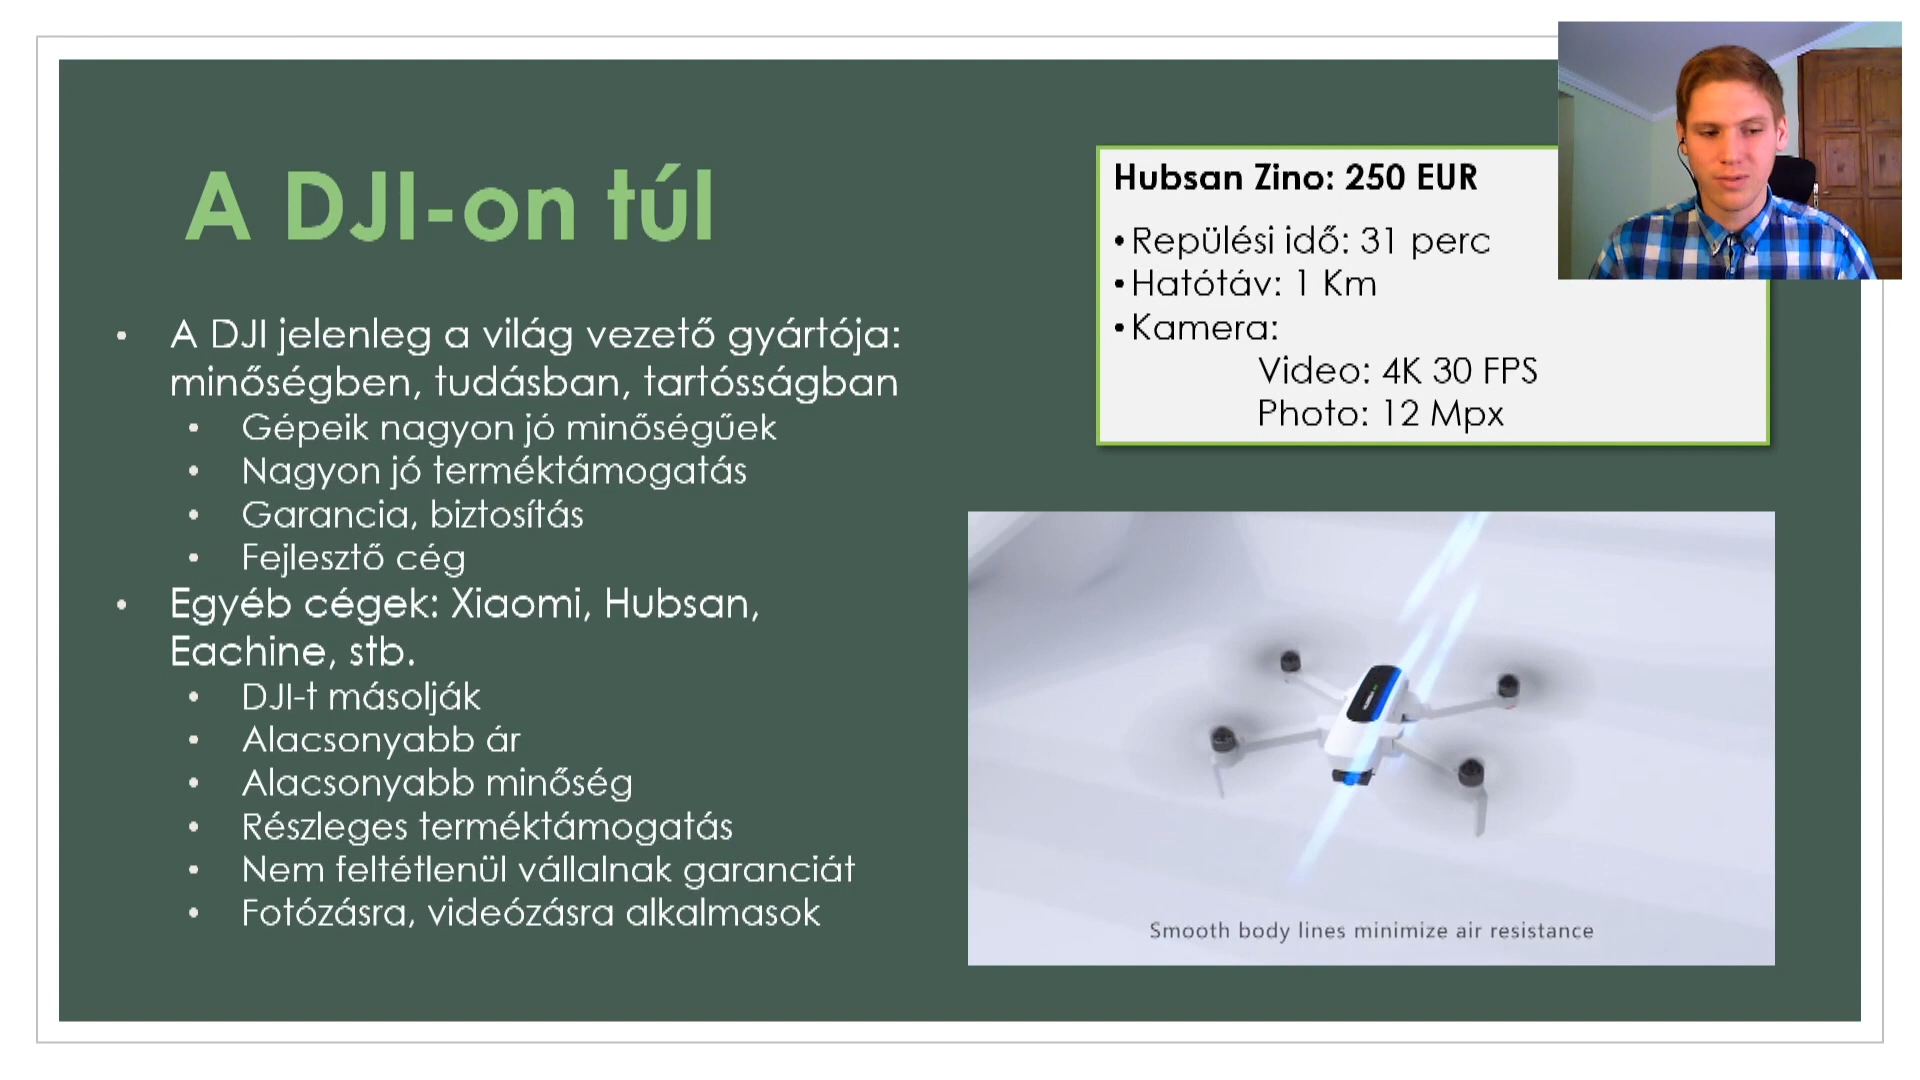 A DJI-on túl
• A DJI jelenleg a világ vezető gyártója:
minőségben, tudásban, tartósságban
• Gépeik nagyon jó minőségűek
• Nagyon jó terméktámogatás
• Garancia, biztosítás
• Fejlesztő cég
• Egyéb cégek: Xiaomi, Hubsan,
Eachine, stb.
• DJI-t másolják
• Alacsonyabb ár
• Alacsonyabb minőség
• Részleges terméktámogatás
• Nem feltétlenül vállalnak garanciát
• Fotózásra, videózásra alkalmasok
Hubsan Zino: 250 EUR
• Repülési idő: 31 perc
• Hatótáv: 1 Km
• Kamera:
Video: 4K 30 FPS
Photo: 12 Mpx
Smooth body lines minimize air resistance